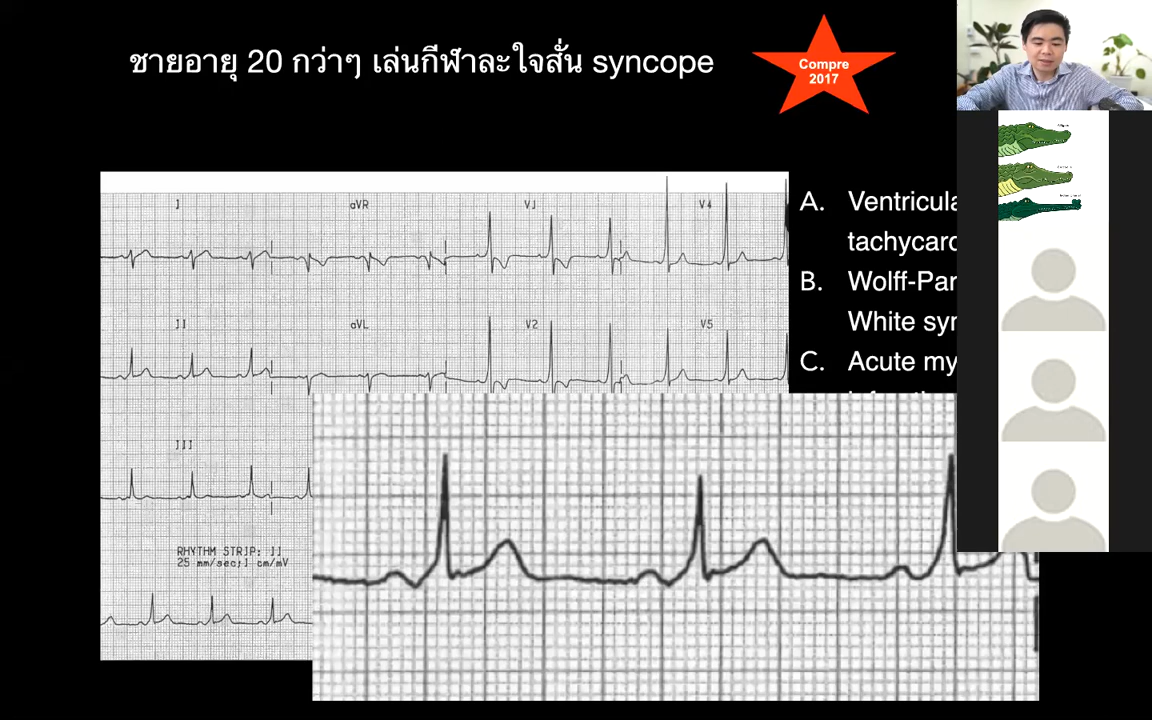 ชายอายุ 20 กว่าๆ เล่นกีฬาละใจสั่น syncope
Compre
2017
I aVR V1 V4
II aVL V2 V5
III
RHYTHM STRIP: II
25 mm/sec;1 cm/mV
A. Ventricula
tachycarc
B. Wolff-Par
White syn
C. Acute my